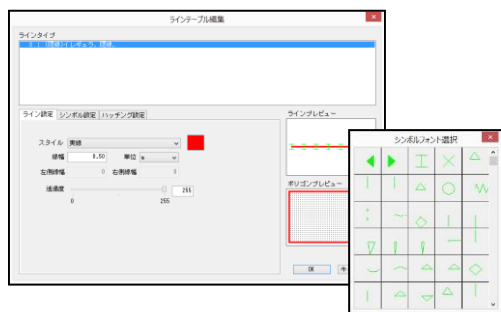 ラインテーブル編集
ラインタイプ
ライン設定 シンボル設定 ハッチング設定
ラインプレビュー
スタイル 実線
線幅 0.50 単位
左側線幅 0 右側線幅 0
透過度 255
0 255
ポリゴンプレビュー
OK
シンボルフォント選択